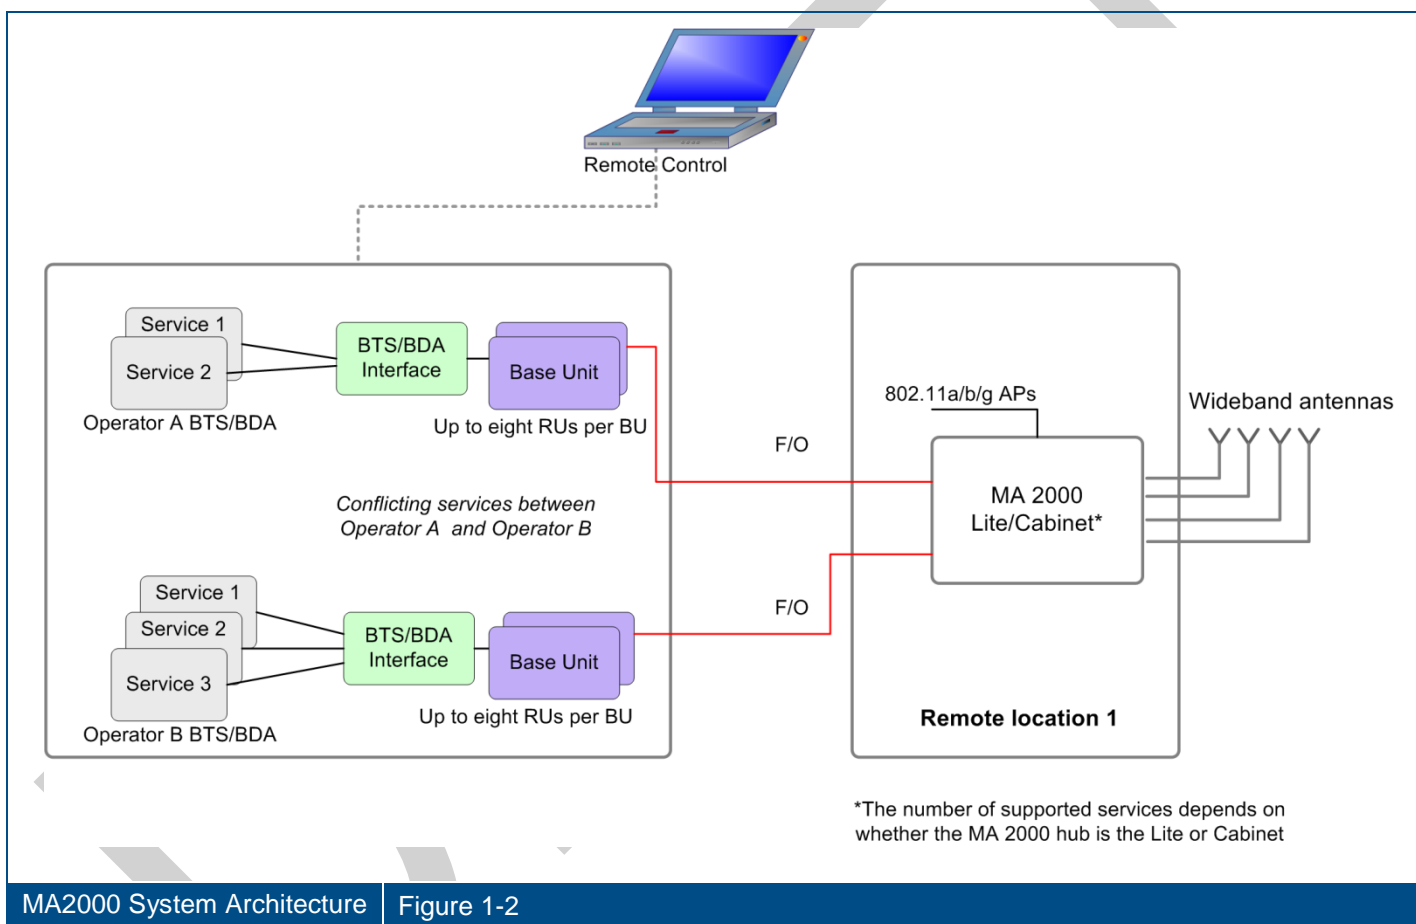 Remote Control
Service 1
Service 2
Operator A BTS/BDA
BTS/BDA
Interface
Base Unit
Up to eight RUs per BU
F/O
Conflicting services between
Operator A and Operator B
Service 1
Service 2
Service 3
Operator B BTS/BDA
BTS/BDA
Interface
Base Unit
Up to eight RUs per BU
F/O
802.11a/b/g APs
MA 2000
Lite/Cabinet*
Wideband antennas
Remote location 1
*The number of supported services depends on
whether the MA 2000 hub is the Lite or Cabinet
MA2000 System Architecture
Figure 1-2